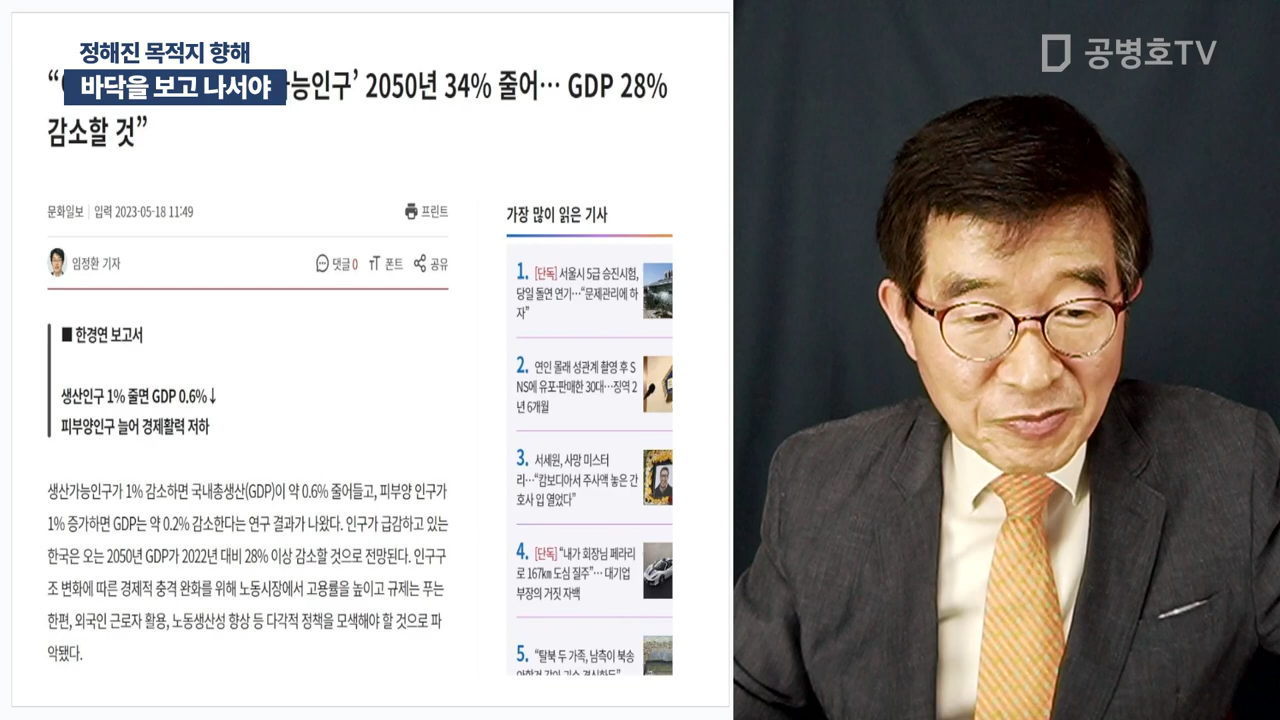 정해진 목적지 향해
바닥을 보고 나서야
“ 능인구’ 2050년 34% 줄어… GDP 28%
감소할 것”
문화일보 | 입력 2023-05-18 11:49
프린트
임정환 기자
댓글 0 폰트 공유
■ 한경연 보고서
생산인구 1% 줄면 GDP 0.6%↓
피부양인구 늘어 경제활력 저하
생산가능인구가 1% 감소하면 국내총생산(GDP)이 약 0.6% 줄어들고, 피부양 인구가
1% 증가하면 GDP는 약 0.2% 감소한다는 연구 결과가 나왔다. 인구가 급감하고 있는
한국은 오는 2050년 GDP가 2022년 대비 28% 이상 감소할 것으로 전망된다. 인구구
조 변화에 따른 경제적 충격 완화를 위해 노동시장에서 고용률을 높이고 규제는 푸는
한편, 외국인 근로자 활용, 노동생산성 향상 등 다각적 정책을 모색해야 할 것으로 파
악됐다.
가장 많이 읽은 기사
1. [단독] 서울시 5급 승진시험,
당일 돌연 연기…“문제관리에 하
자”
2. 연인 몰래 성관계 촬영 후 S
NS에 유포·판매한 30대…징역 2
년 6개월
3. 서세원, 사망 미스터
리…“캄보디아서 주사액 놓은 간
호사 입 열었다”
4. [단독] “내가 회장님 페라리
로 167㎞ 도심 질주”… 대기업
부장의 거짓 자백
5. “탈북 두 가족, 남측이 북송
공병호TV